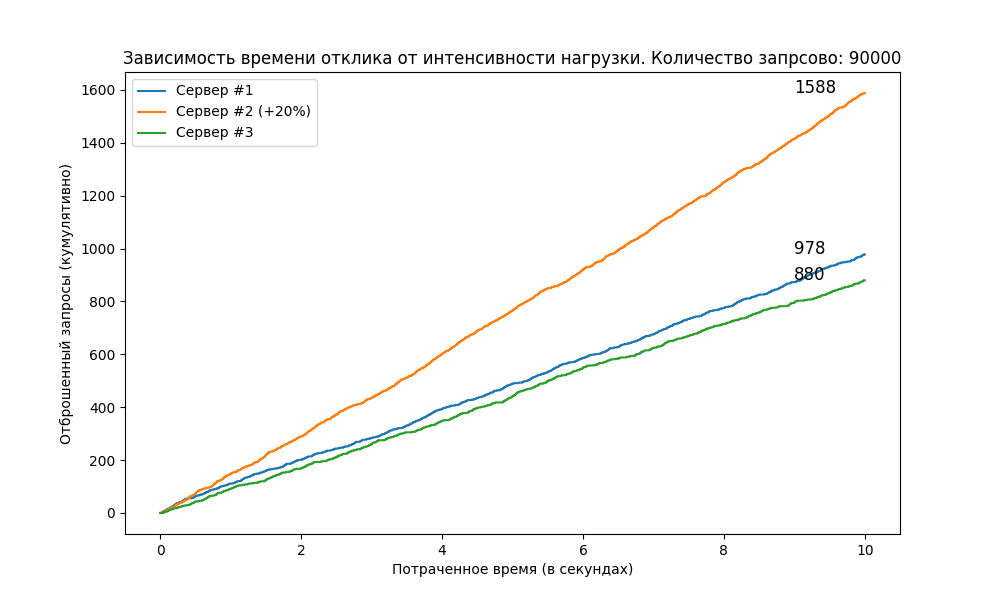 Зависимость времени отклика от интенсивности нагрузки. Количество запрсово: 90000
Сервер #1
Сервер #2 (+20%)
Сервер #3
1588
978
880
Отброшенный запросы (кумулятивно)
1600
1400
1200
1000
800
600
400
200
0
0 2 4 6 8 10
Потраченное время (в секундах)